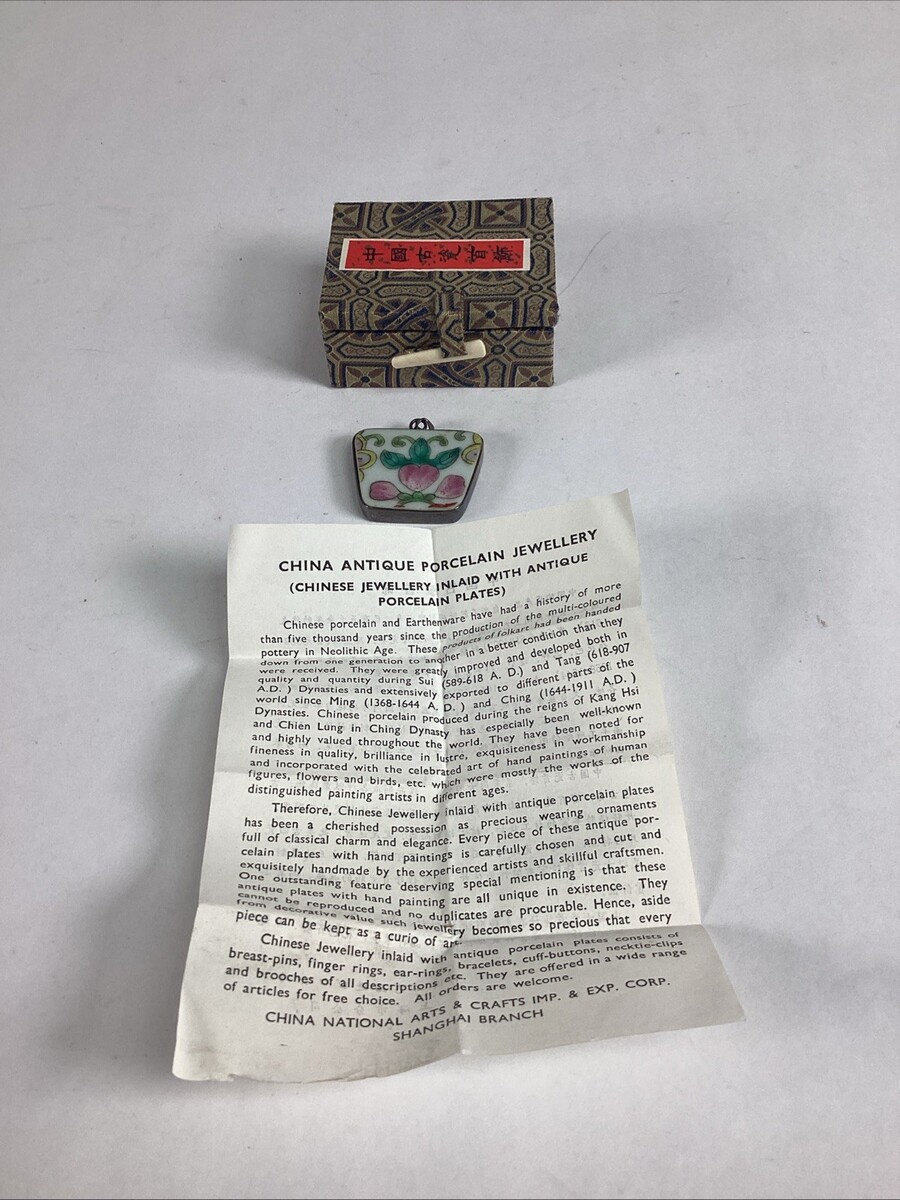 中國古瓷首飾
CHINA ANTIQUE PORCELAIN JEWELLERY
(CHINESE JEWELLERY INLAID WITH ANTIQUE
PORCELAIN PLATES)
Chinese porcelain and Earthenware have had a history of more
than five thousand years since the production of the multi-coloured
pottery in Neolithic Age. These products of folkart had been handed
down from one generation to another in a better condition than they
were received. They were greatly improved and developed both in
quality and quantity during Sui (589-618 A. D.) and Tang (618-907
A.D. ) Dynasties and extensively exported to different parts of the
world since Ming (1368-1644 A. D. ) and Ching (1644-1911 A.D. )
Dynasties. Chinese porcelain produced during the reigns of Kang Hsi
and Chien Lung in Ching Dynasty has especially been well-known
and highly valued throughout the world. They have been noted for
fineness in quality, brilliance in lustre, exquisiteness in workmanship
and incorporated with the celebrated art of hand paintings of human
figures, flowers and birds, etc. which were mostly the works of the
distinguished painting artists in different ages.
Therefore, Chinese Jewellery inlaid with antique porcelain plates
has been a cherished possession as precious wearing ornaments
full of classical charm and elegance. Every piece of these antique por-
celain plates with hand paintings is carefully chosen and cut and
exquisitely handmade by the experienced artists and skillful craftsmen.
One outstanding feature deserving special mentioning is that these
antique plates with hand painting are all unique in existence. They
cannot be reproduced and no duplicates are procurable. Hence, aside
from decorative value such jewellery becomes so precious that every
piece can be kept as a curio of art.
Chinese Jewellery inlaid with antique porcelain plates consists of
breast-pins, finger rings, ear-rings, bracelets, cuff-buttons, necktie-clips
and brooches of all descriptions etc. They are offered in a wide range
of articles for free choice. All orders are welcome.
CHINA NATIONAL ARTS & CRAFTS IMP. & EXP. CORP.
SHANGHAI BRANCH